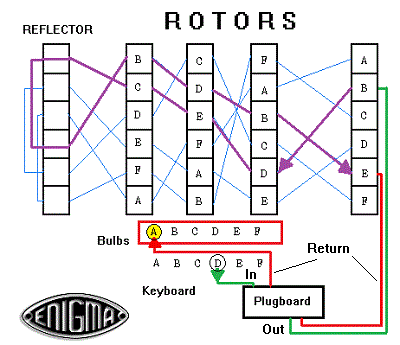 ROTORS
REFLECTOR
B C F A
C D A B
D E B C
E F C D
F A D E
A B E F
Bulbs A B C D E F
Return
A B C D E F
Keyboard In
Plugboard
Out
ENIGMA